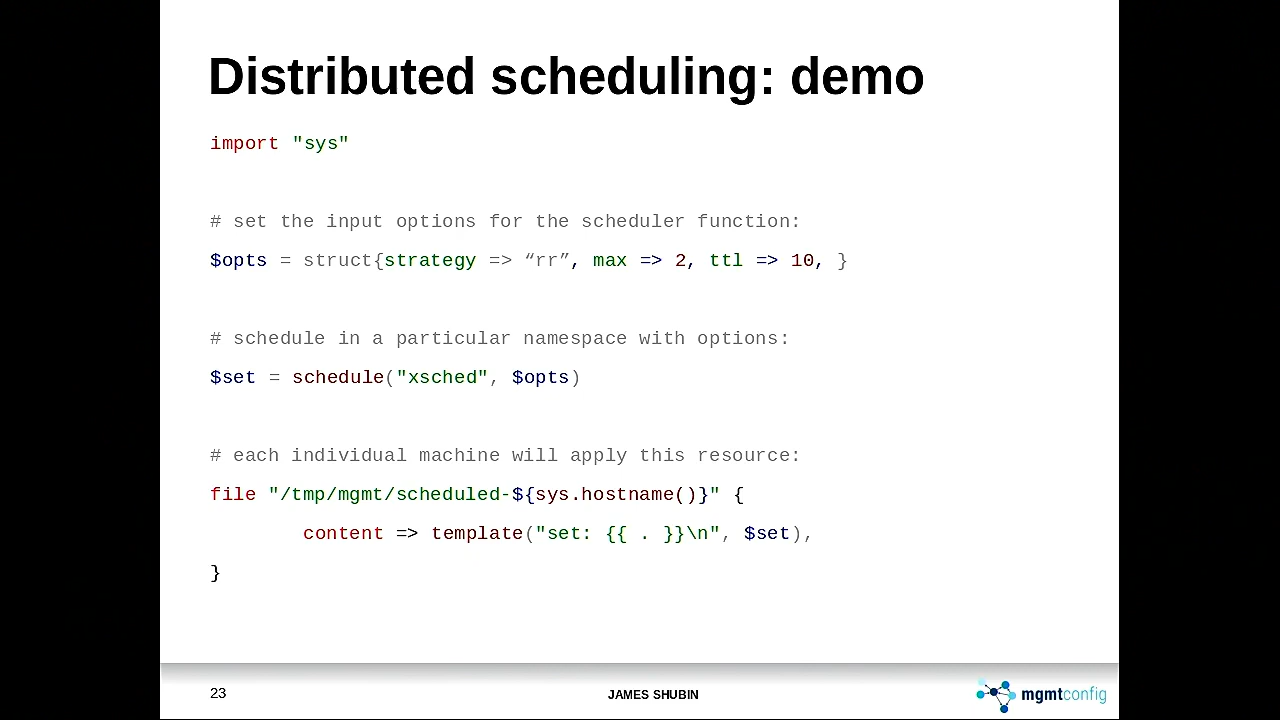 Distributed scheduling: demo
import "sys"
# set the input options for the scheduler function:
$opts = struct{strategy => “rr”, max => 2, ttl => 10, }
# schedule in a particular namespace with options:
$set = schedule("xsched", $opts)
# each individual machine will apply this resource:
file "/tmp/mgmt/scheduled-${sys.hostname()}" {
        content => template("set: {{ . }}\n", $set),
}
23
JAMES SHUBIN
mgmtconfig